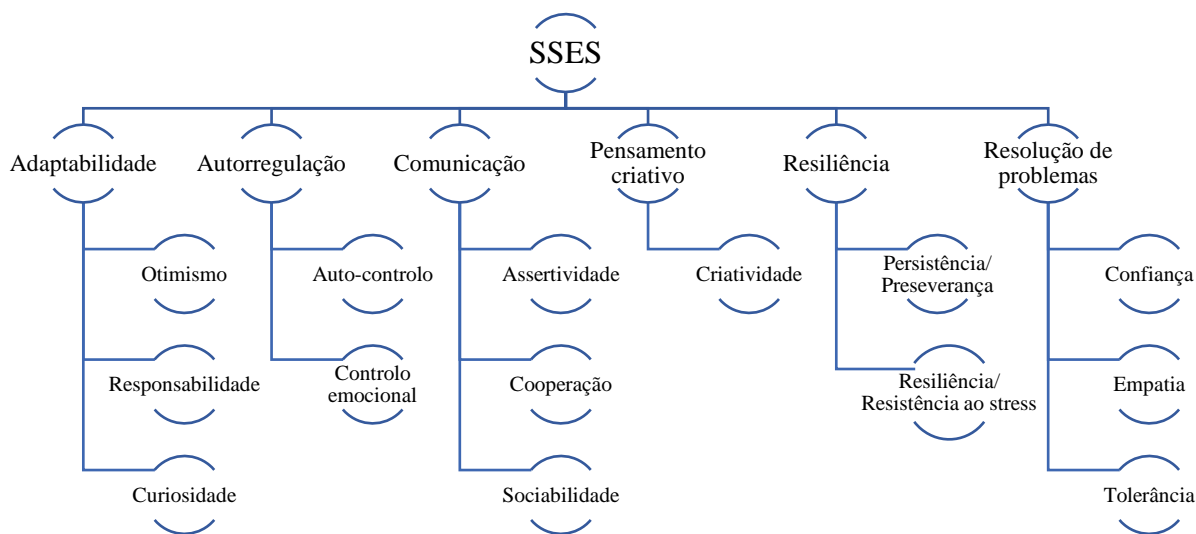 SSES
Adaptabilidade
Autorregulação
Comunicação
Pensamento
criativo
Resiliência
Resolução de
problemas
Otimismo
Auto-controlo
Assertividade
Criatividade
Persistência/
Preseverança
Confiança
Responsabilidade
Controlo
emocional
Cooperação
Resiliência/
Resistência ao stress
Empatia
Curiosidade
Sociabilidade
Tolerância